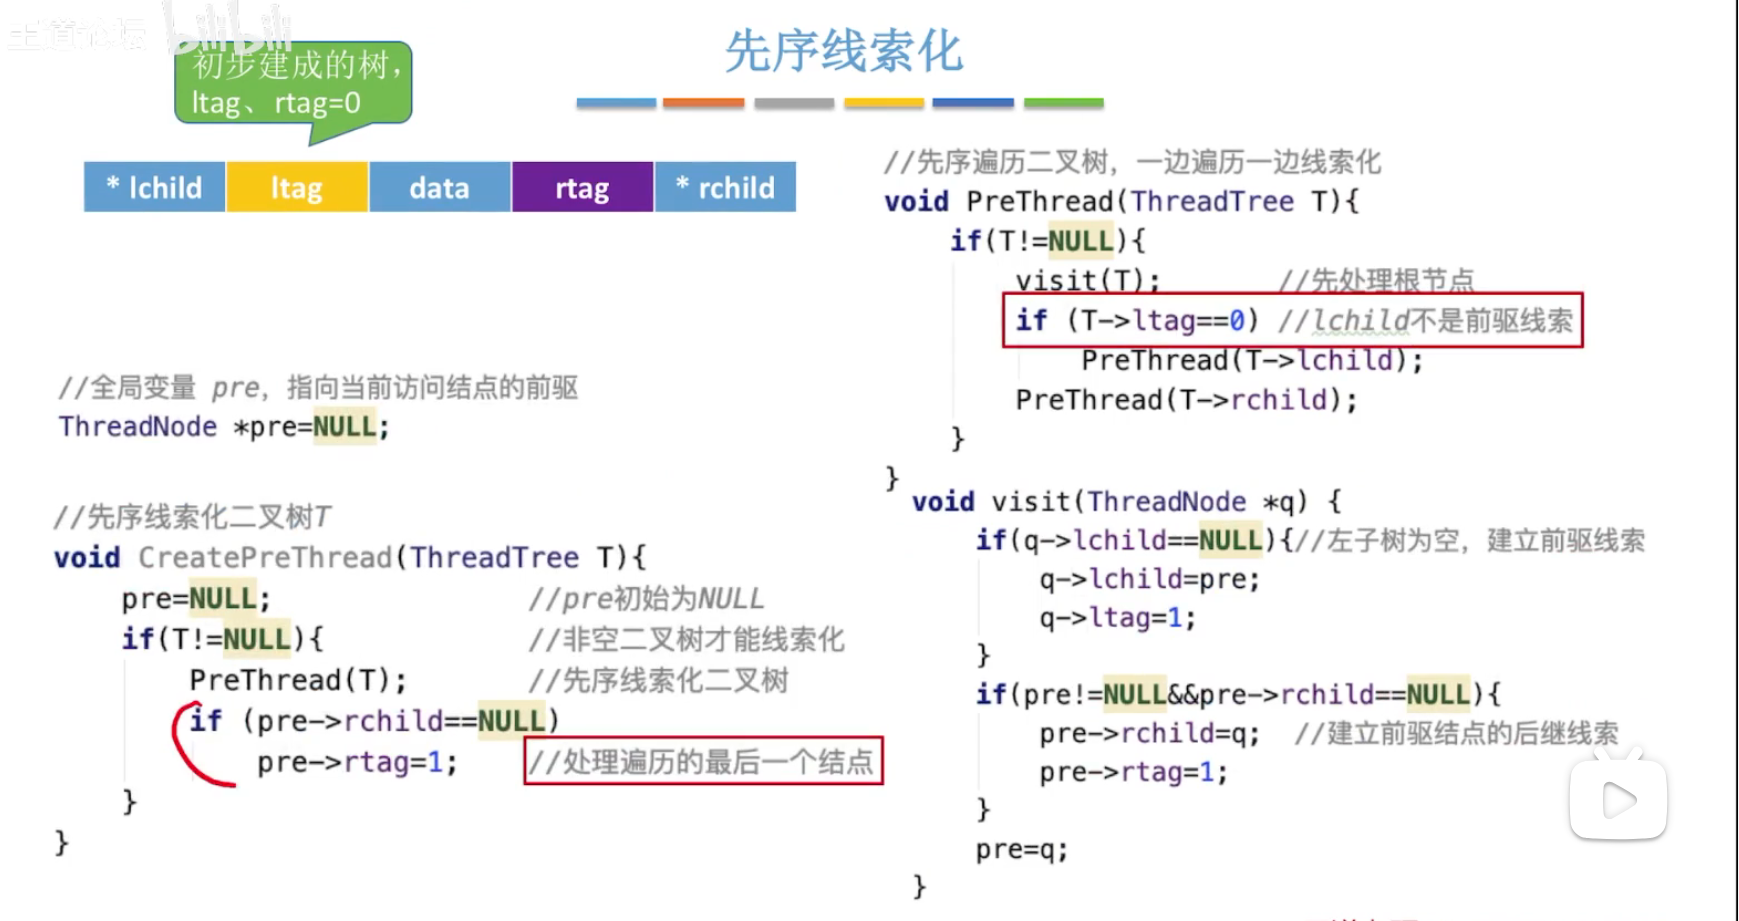 王道论坛 bilibili
先序线索化
初步建成的树，
ltag、rtag=0
* lchild ltag data rtag * rchild
//全局变量 pre，指向当前访问结点的前驱
ThreadNode *pre=NULL;
//先序线索化二叉树T
void CreatePreThread(ThreadTree T){
pre=NULL; //pre初始为NULL
if(T!=NULL){ //非空二叉树才能线索化
PreThread(T); //先序线索化二叉树
if (pre->rchild==NULL)
pre->rtag=1; //处理遍历的最后一个结点
}
}
//先序遍历二叉树，一边遍历一边线索化
void PreThread(ThreadTree T){
if(T!=NULL){
visit(T); //先处理根节点
if (T->ltag==0) //lchild不是前驱线索
PreThread(T->lchild);
PreThread(T->rchild);
}
}
void visit(ThreadNode *q) {
if(q->lchild==NULL){//左子树为空，建立前驱线索
q->lchild=pre;
q->ltag=1;
}
if(pre!=NULL&&pre->rchild==NULL){
pre->rchild=q; //建立前驱结点的后继线索
pre->rtag=1;
}
pre=q;
}